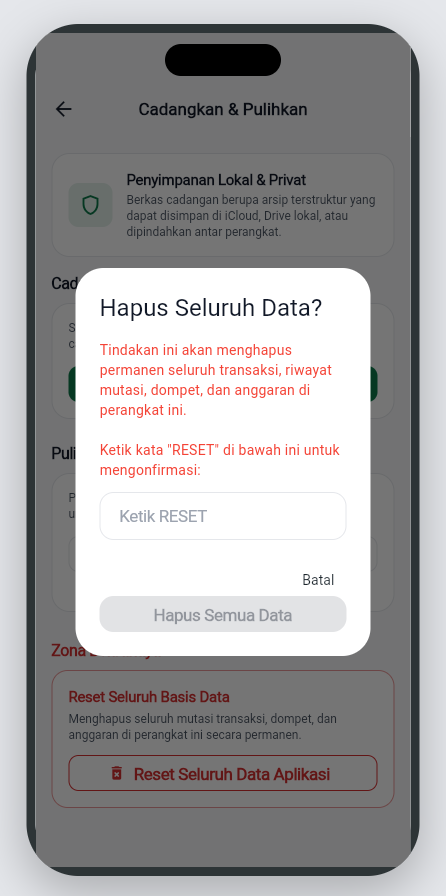 Cadangkan & Pulihkan
Penyimpanan Lokal & Privat
Berkas cadangan berupa arsip terstruktur yang
dapat disimpan di iCloud, Drive lokal, atau
dipindahkan antar perangkat.
Hapus Seluruh Data?
Tindakan ini akan menghapus
permanen seluruh transaksi, riwayat
mutasi, dompet, dan anggaran di
perangkat ini.
Ketik kata "RESET" di bawah ini untuk
mengonfirmasi:
Ketik RESET
Batal
Hapus Semua Data
Zona
Reset Seluruh Basis Data
Menghapus seluruh mutasi transaksi, dompet, dan
anggaran di perangkat ini secara permanen.
Reset Seluruh Data Aplikasi